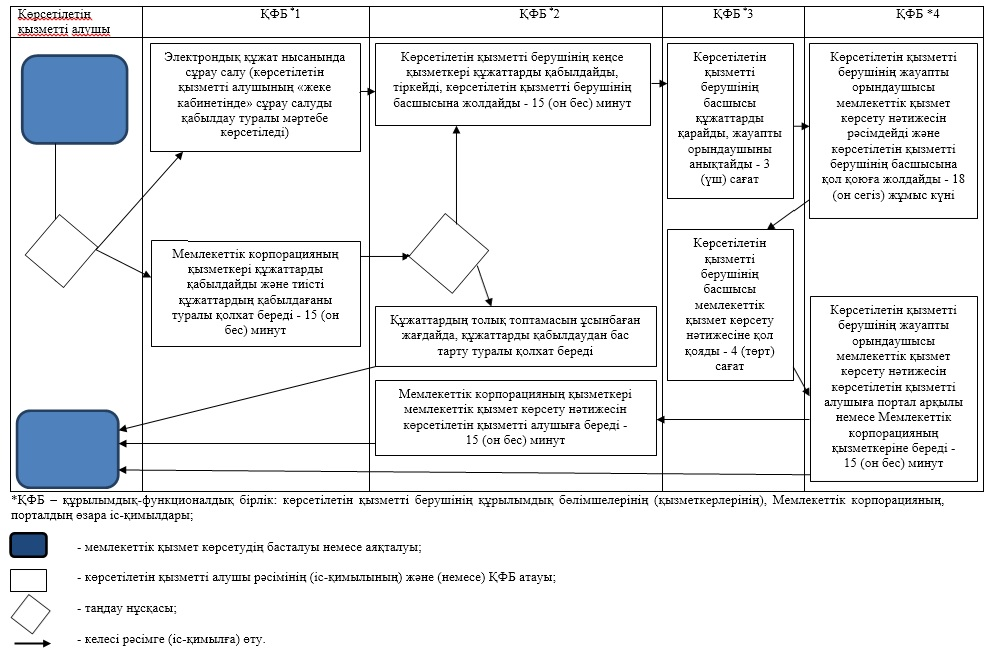 Көрсетілетін
қызметті алушы
ҚФБ *1
ҚФБ *2
ҚФБ *3
ҚФБ *4
Электрондық құжат нысанында
сұрау салу (көрсетілетін
қызметті алушының «жеке
кабинетінде» сұрау салуды
қабылдау туралы мәртебе
көрсетіледі)
Көрсетілетін қызметті берушінің кеңсе
қызметкері құжаттарды қабылдайды,
тіркейді, көрсетілетін қызметті берушінің
басшысына жолдайды - 15 (он бес) минут
Көрсетілетін
қызметті
берушінің
басшысы
құжаттарды
қарайды, жауапты
орындаушыны
анықтайды - 3
(үш) сағат
Көрсетілетін қызметті
берушінің жауапты
орындаушысы
мемлекеттік қызмет
көрсету нәтижесін
рәсімдейді және
көрсетілетін қызметті
берушінің басшысына
қол қоюға жолдайды - 18
(он сегіз) жұмыс күні
Мемлекеттік корпорацияның
қызметкері құжаттарды
қабылдайды және тиісті
құжаттардың қабылдағаны
туралы қолхат береді - 15 (он
бес) минут
Құжаттардың толық топтамасын ұсынбаған
жағдайда, құжаттарды қабылдаудан бас
тарту туралы қолхат береді
Мемлекеттік корпорацияның қызметкері
мемлекеттік қызмет көрсету нәтижесін
көрсетілетін қызметті алушыға береді -
15 (он бес) минут
Көрсетілетін
қызметті
берушінің
басшысы
мемлекеттік
қызмет көрсету
нәтижесіне қол
қояды - 4 (төрт)
сағат
Көрсетілетін қызметті
берушінің жауапты
орындаушысы
мемлекеттік қызмет
көрсету нәтижесін
көрсетілетін қызметті
алушыға портал арқылы
немесе Мемлекеттік
корпорацияның
қызметкеріне береді -
15 (он бес) минут
*ҚФБ – құрылымдық-функционалдық бірлік: көрсетілетін қызметті берушінің құрылымдық бөлімшелерінің (қызметкерлерінің), Мемлекеттік корпорацияның,
порталдың өзара іс-қимылдары;
- мемлекеттік қызмет көрсетудің басталуы немесе аяқталуы;
- көрсетілетін қызметті алушы рәсімінің (іс-қимылының) және (немесе) ҚФБ атауы;
- таңдау нұсқасы;
- келесі рәсімге (іс-қимылға) өту.